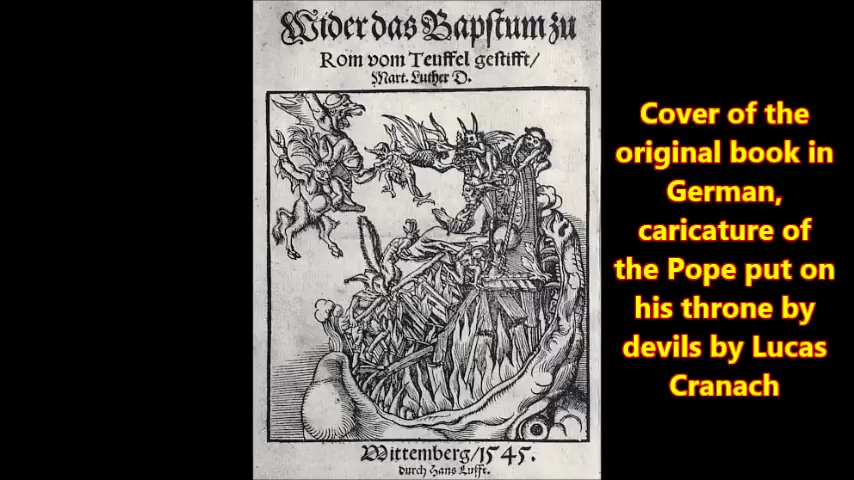 Wider das Bapstum zu
Rom vom Teuffel gestifft/
Mart. Luther D.
Wittemberg/1545.
durch Hans Lufft.
Cover of the
original book in
German,
caricature of
the Pope put on
his throne by
devils by Lucas
Cranach